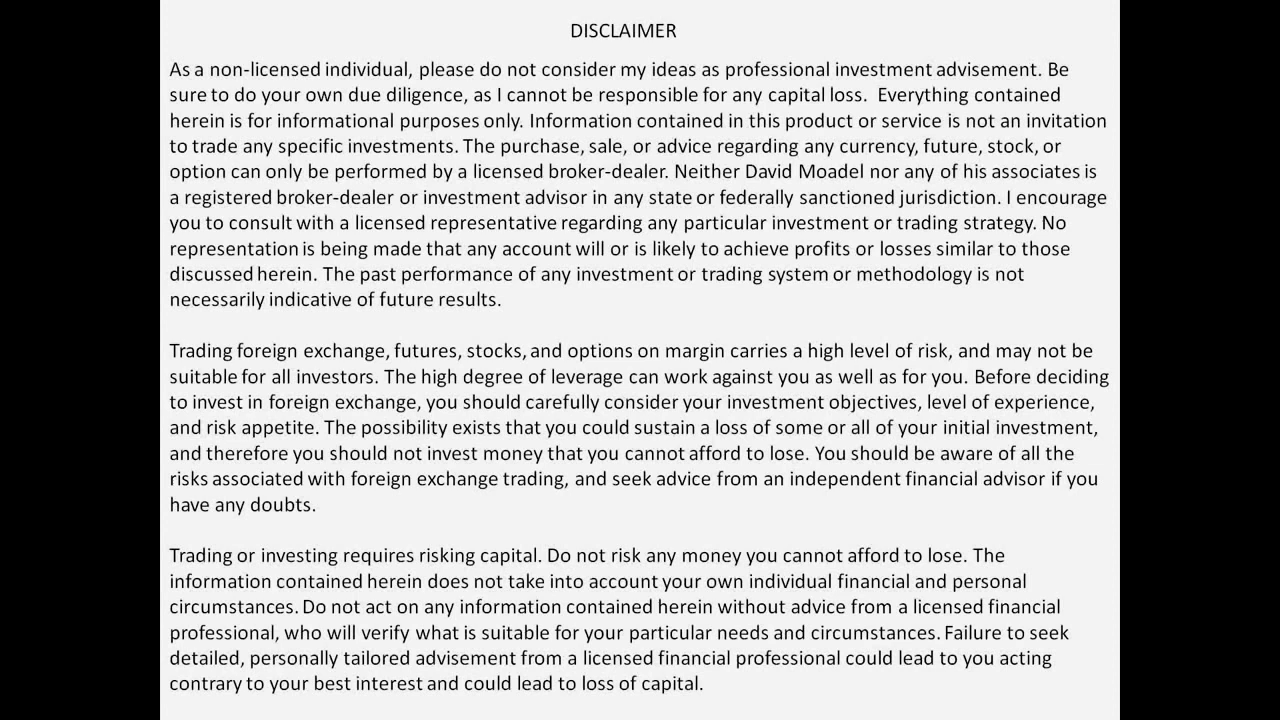 DISCLAIMER
As a non-licensed individual, please do not consider my ideas as professional investment advisement. Be
sure to do your own due diligence, as I cannot be responsible for any capital loss.  Everything contained
herein is for informational purposes only. Information contained in this product or service is not an invitation
to trade any specific investments. The purchase, sale, or advice regarding any currency, future, stock, or
option can only be performed by a licensed broker-dealer. Neither David Moadel nor any of his associates is
a registered broker-dealer or investment advisor in any state or federally sanctioned jurisdiction. I encourage
you to consult with a licensed representative regarding any particular investment or trading strategy. No
representation is being made that any account will or is likely to achieve profits or losses similar to those
discussed herein. The past performance of any investment or trading system or methodology is not
necessarily indicative of future results.
Trading foreign exchange, futures, stocks, and options on margin carries a high level of risk, and may not be
suitable for all investors. The high degree of leverage can work against you as well as for you. Before deciding
to invest in foreign exchange, you should carefully consider your investment objectives, level of experience,
and risk appetite. The possibility exists that you could sustain a loss of some or all of your initial investment,
and therefore you should not invest money that you cannot afford to lose. You should be aware of all the
risks associated with foreign exchange trading, and seek advice from an independent financial advisor if you
have any doubts.
Trading or investing requires risking capital. Do not risk any money you cannot afford to lose. The
information contained herein does not take into account your own individual financial and personal
circumstances. Do not act on any information contained herein without advice from a licensed financial
professional, who will verify what is suitable for your particular needs and circumstances. Failure to seek
detailed, personally tailored advisement from a licensed financial professional could lead to you acting
contrary to your best interest and could lead to loss of capital.